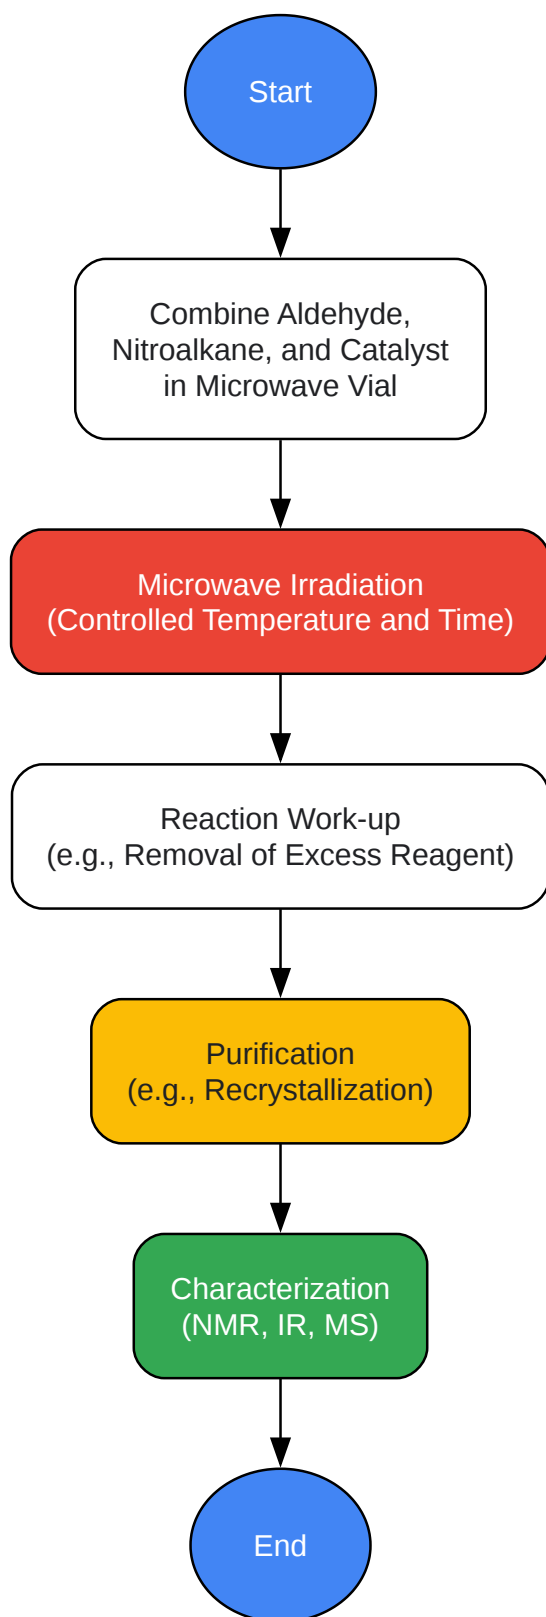 Start
Combine Aldehyde,
Nitroalkane, and Catalyst
in Microwave Vial
Microwave Irradiation
(Controlled Temperature and Time)
Reaction Work-up
(e.g., Removal of Excess Reagent)
Purification
(e.g., Recrystallization)
Characterization
(NMR, IR, MS)
End